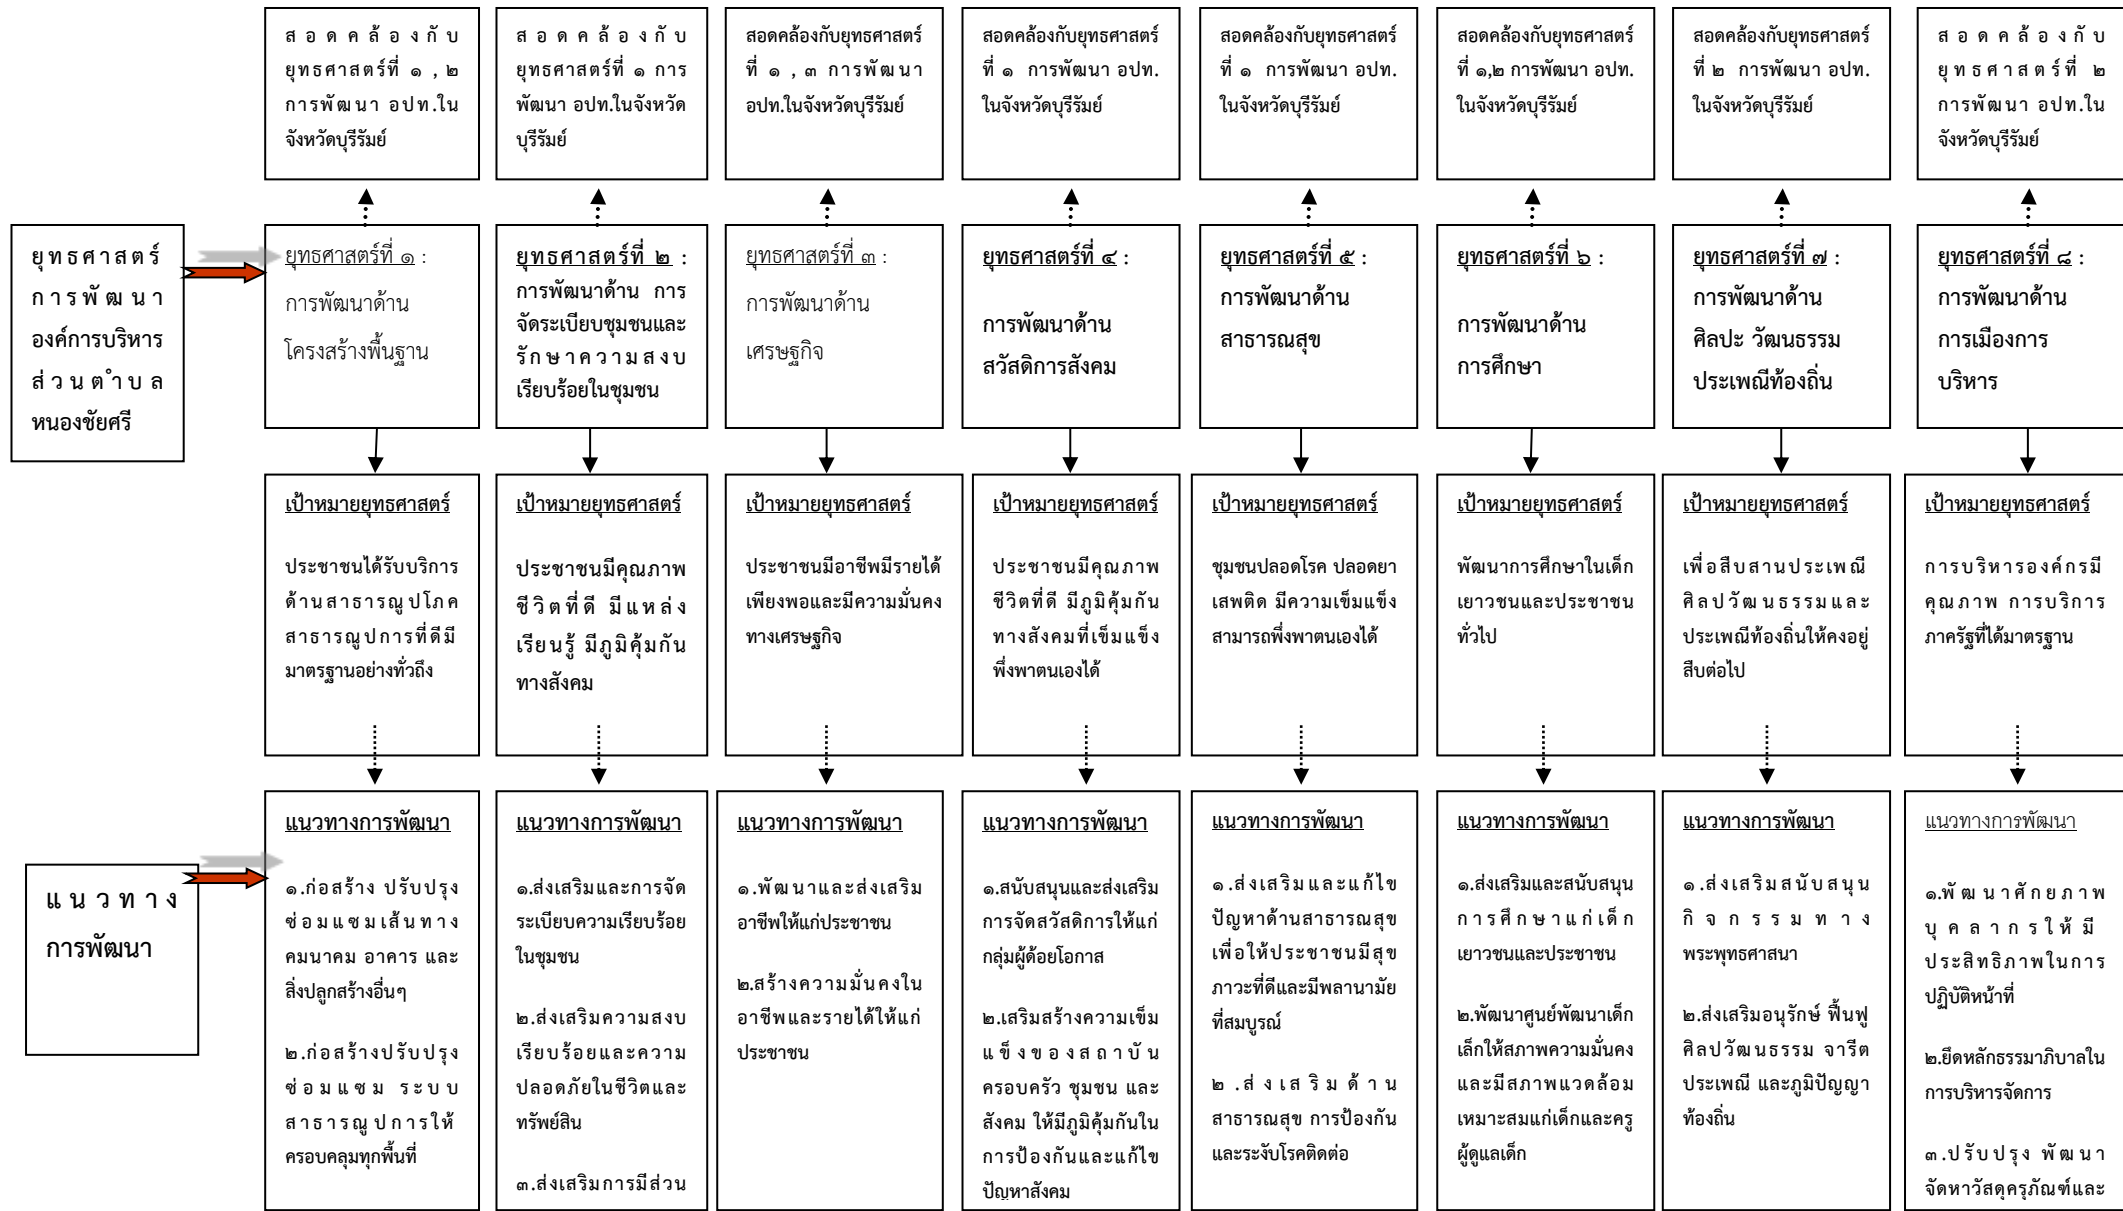 สอดคล้องกับ
ยุทธศาสตร์ที่ ๑ , ๒
การพัฒนา อปท.ใน
จังหวัดบุรีรัมย์
สอดคล้องกับ
ยุทธศาสตร์ที่ ๑ การ
พัฒนา อปท.ในจังหวัด
บุรีรัมย์
สอดคล้องกับยุทธศาสตร์
ที่ ๑ , ๓ การพัฒนา
อปท.ในจังหวัดบุรีรัมย์
สอดคล้องกับยุทธศาสตร์
ที่ ๑ การพัฒนา อปท.
ในจังหวัดบุรีรัมย์
สอดคล้องกับยุทธศาสตร์
ที่ ๑ การพัฒนา อปท.
ในจังหวัดบุรีรัมย์
สอดคล้องกับยุทธศาสตร์
ที่ ๑,๒ การพัฒนา อปท.
ในจังหวัดบุรีรัมย์
สอดคล้องกับยุทธศาสตร์
ที่ ๒ การพัฒนา อปท.
ในจังหวัดบุรีรัมย์
สอดคล้องกับ
ยุทธศาสตร์ที่ ๒
การพัฒนา อปท.ใน
จังหวัดบุรีรัมย์
ยุทธศาสตร์
การพัฒนา
องค์การบริหาร
ส่วนตำบล
หนองชัยศรี
ยุทธศาสตร์ที่ ๑ :
การพัฒนาด้าน
โครงสร้างพื้นฐาน
ยุทธศาสตร์ที่ ๒ :
การพัฒนาด้าน การ
จัดระเบียบชุมชนและ
รักษาความสงบ
เรียบร้อยในชุมชน
ยุทธศาสตร์ที่ ๓ :
การพัฒนาด้าน
เศรษฐกิจ
ยุทธศาสตร์ที่ ๔ :
การพัฒนาด้าน
สวัสดิการสังคม
ยุทธศาสตร์ที่ ๕ :
การพัฒนาด้าน
สาธารณสุข
ยุทธศาสตร์ที่ ๖ :
การพัฒนาด้าน
การศึกษา
ยุทธศาสตร์ที่ ๗ :
การพัฒนาด้าน
ศิลปะ วัฒนธรรม
ประเพณีท้องถิ่น
ยุทธศาสตร์ที่ ๘ :
การพัฒนาด้าน
การเมืองการ
บริหาร
เป้าหมายยุทธศาสตร์
ประชาชนได้รับบริการ
ด้านสาธารณูปโภค
สาธารณูปการที่ดีมี
มาตรฐานอย่างทั่วถึง
เป้าหมายยุทธศาสตร์
ประชาชนมีคุณภาพ
ชีวิตที่ดี มีแหล่ง
เรียนรู้ มีภูมิคุ้มกัน
ทางสังคม
เป้าหมายยุทธศาสตร์
ประชาชนมีอาชีพมีรายได้
เพียงพอและมีความมั่นคง
ทางเศรษฐกิจ
เป้าหมายยุทธศาสตร์
ประชาชนมีคุณภาพ
ชีวิตที่ดี มีภูมิคุ้มกัน
ทางสังคมที่เข้มแข็ง
พึ่งพาตนเองได้
เป้าหมายยุทธศาสตร์
ชุมชนปลอดโรค ปลอดยา
เสพติด มีความเข้มแข็ง
สามารถพึ่งพาตนเองได้
เป้าหมายยุทธศาสตร์
พัฒนาการศึกษาในเด็ก
เยาวชนและประชาชน
ทั่วไป
เป้าหมายยุทธศาสตร์
เพื่อสืบสานประเพณี
ศิลปวัฒนธรรมและ
ประเพณีท้องถิ่นให้คงอยู่
สืบต่อไป
เป้าหมายยุทธศาสตร์
การบริหารองค์กรมี
คุณภาพ การบริการ
ภาครัฐที่ได้มาตรฐาน
แนวทาง
การพัฒนา
แนวทางการพัฒนา
๑.ก่อสร้าง ปรับปรุง
ซ่อมแซมเส้นทาง
คมนาคม อาคาร และ
สิ่งปลูกสร้างอื่นๆ
๒.ก่อสร้างปรับปรุง
ซ่อมแซม ระบบ
สาธารณูปการให้
ครอบคลุมทุกพื้นที่
แนวทางการพัฒนา
๑.ส่งเสริมและการจัด
ระเบียบความเรียบร้อย
ในชุมชน
๒.ส่งเสริมความสงบ
เรียบร้อยและความ
ปลอดภัยในชีวิตและ
ทรัพย์สิน
๓.ส่งเสริมการมีส่วน
แนวทางการพัฒนา
๑.พัฒนาและส่งเสริม
อาชีพให้แก่ประชาชน
๒.สร้างความมั่นคงใน
อาชีพและรายได้ให้แก่
ประชาชน
แนวทางการพัฒนา
๑.สนับสนุนและส่งเสริม
การจัดสวัสดิการให้แก่
กลุ่มผู้ด้อยโอกาส
๒.เสริมสร้างความเข้ม
แข็งของสถาบัน
ครอบครัว ชุมชน และ
สังคม ให้มีภูมิคุ้มกันใน
การป้องกันและแก้ไข
ปัญหาสังคม
แนวทางการพัฒนา
๑.ส่งเสริมและแก้ไข
ปัญหาด้านสาธารณสุข
เพื่อให้ประชาชนมีสุข
ภาวะที่ดีและมีพลานามัย
ที่สมบูรณ์
๒.ส่งเสริมด้าน
สาธารณสุข การป้องกัน
และระงับโรคติดต่อ
แนวทางการพัฒนา
๑.ส่งเสริมและสนับสนุน
การศึกษาแก่เด็ก
เยาวชนและประชาชน
๒.พัฒนาศูนย์พัฒนาเด็ก
เล็กให้สภาพความมั่นคง
และมีสภาพแวดล้อม
เหมาะสมแก่เด็กและครู
ผู้ดูแลเด็ก
แนวทางการพัฒนา
๑.ส่งเสริมสนับสนุน
กิจกรรมทาง
พระพุทธศาสนา
๒.ส่งเสริมอนุรักษ์ ฟื้นฟู
ศิลปวัฒนธรรม จารีต
ประเพณี และภูมิปัญญา
ท้องถิ่น
แนวทางการพัฒนา
๑.พัฒนาศักยภาพ
บุคลากรให้มี
ประสิทธิภาพในการ
ปฏิบัติหน้าที่
๒.ยึดหลักธรรมาภิบาลใน
การบริหารจัดการ
๓.ปรับปรุง พัฒนา
จัดหาวัสดุครุภัณฑ์และ